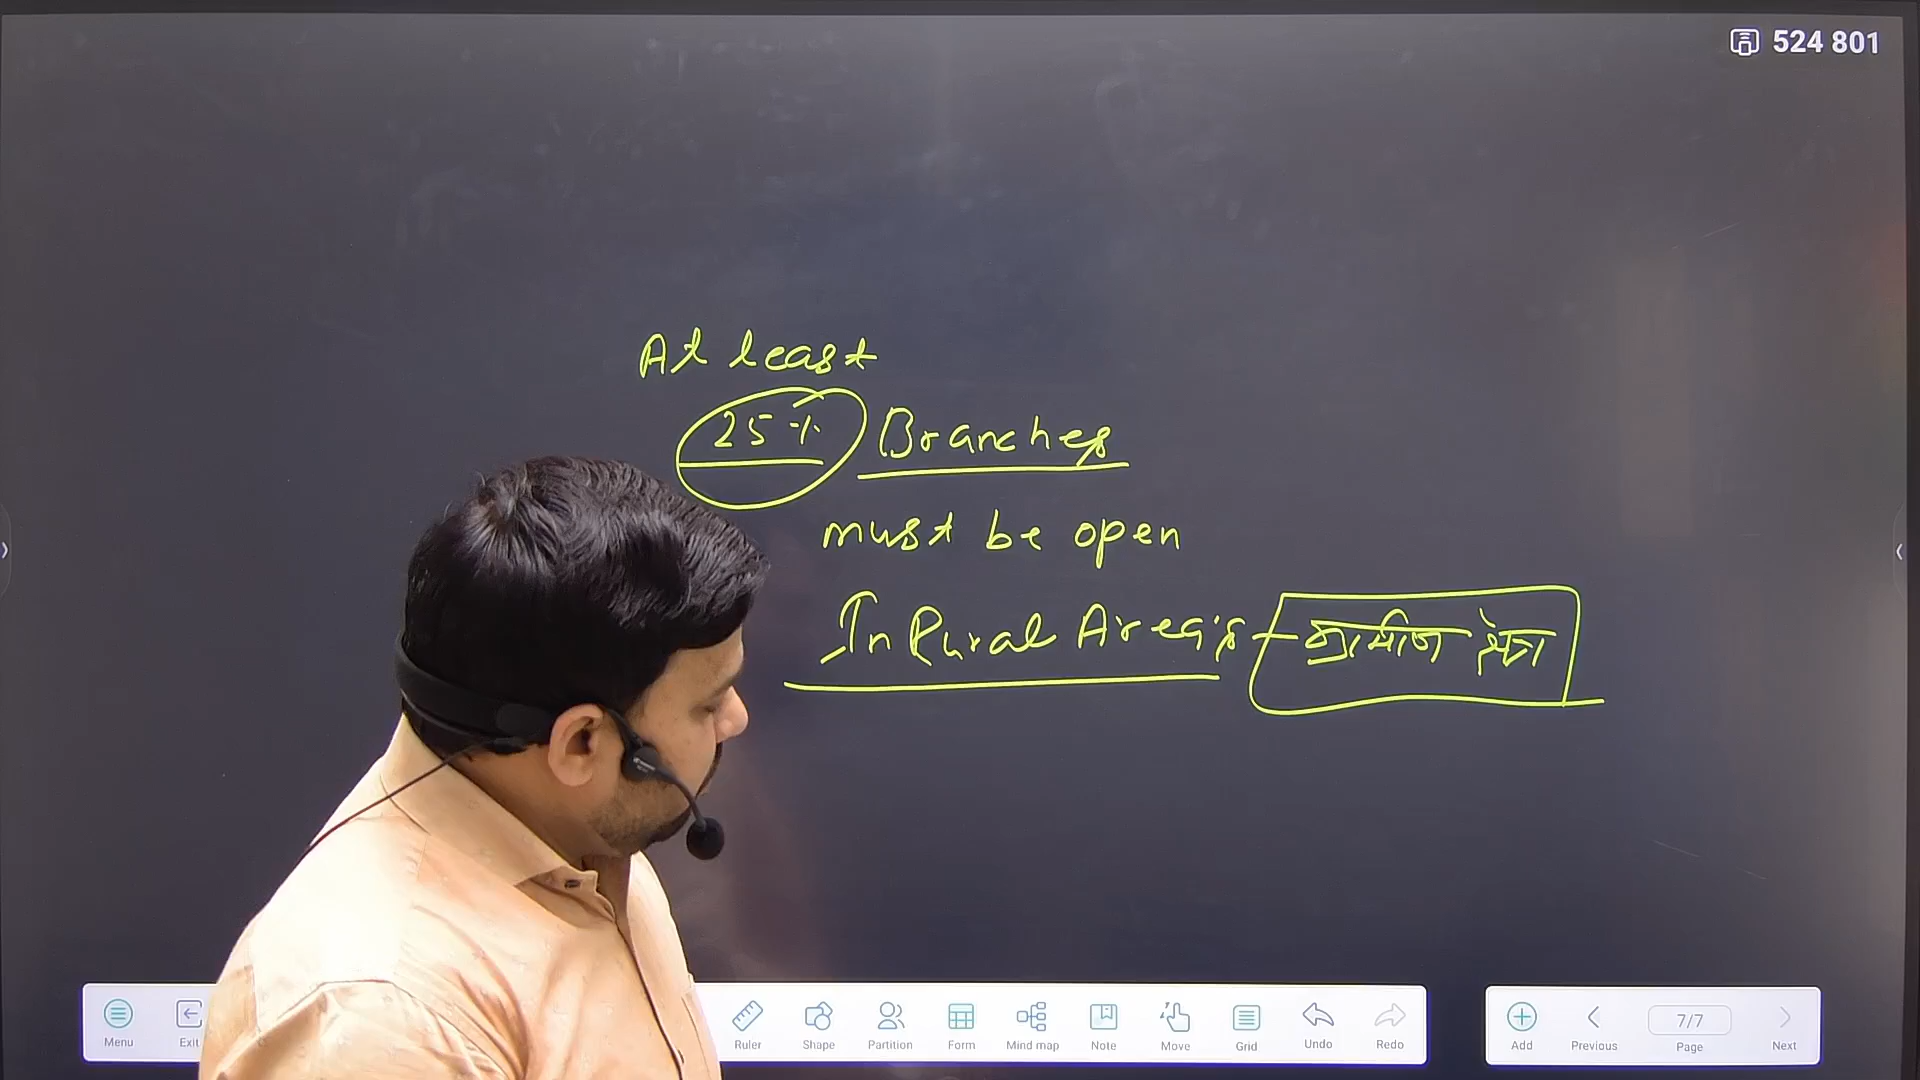 524 801
At least
25% Branches
must be open
In Rural Area's - ग्रामीण क्षेत्र
Menu Exit Ruler Shape Partition Form Mind map Note Move Grid Undo Redo Add Previous 7/7 Page Next